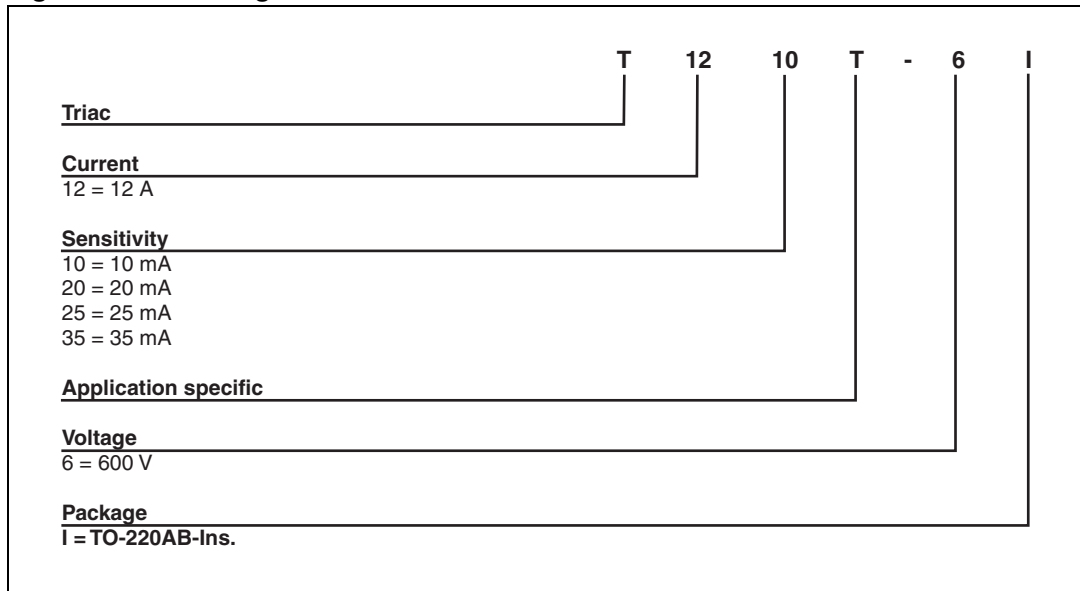 T 12 10 T - 6 I
Triac
Current
12 = 12 A
Sensitivity
10 = 10 mA
20 = 20 mA
25 = 25 mA
35 = 35 mA
Application specific
Voltage
6 = 600 V
Package
I = TO-220AB-Ins.